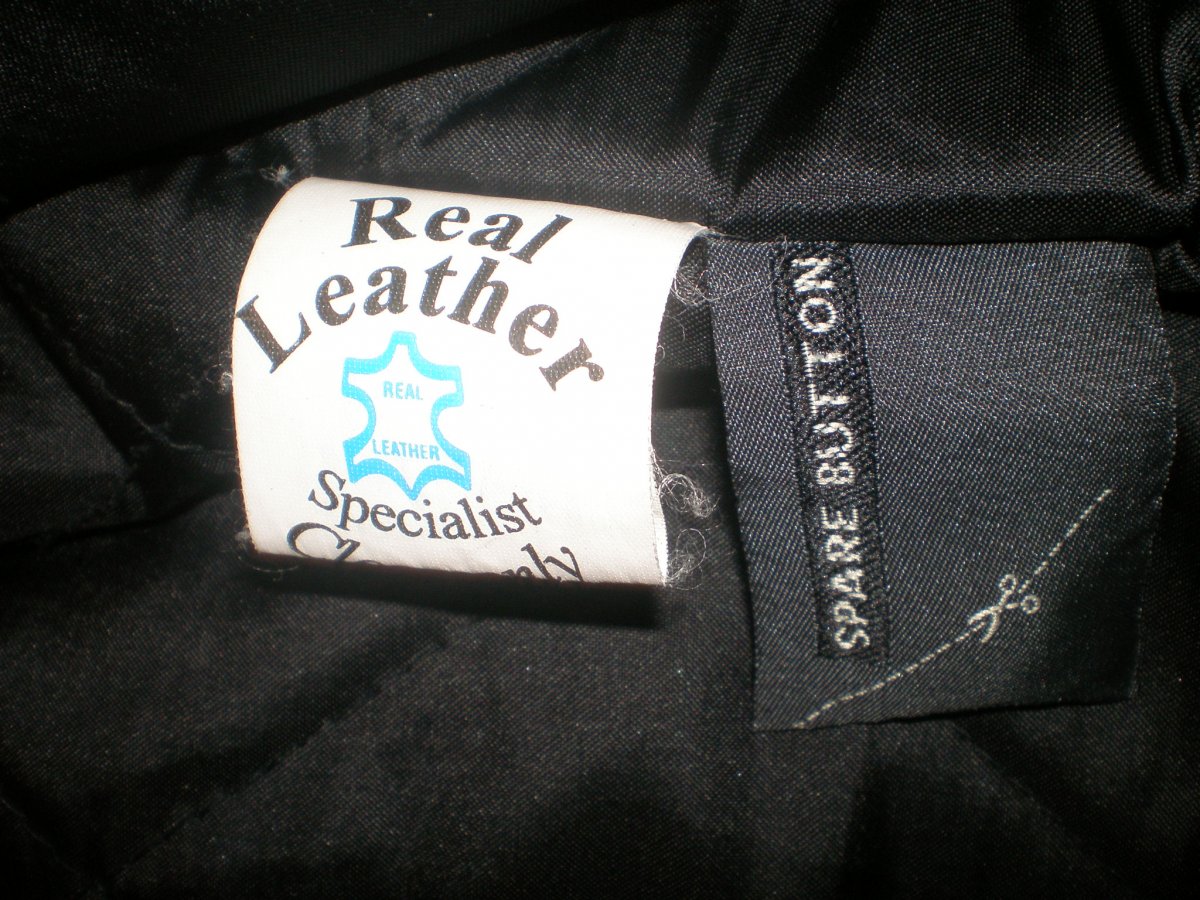 Real
Leather
REAL
LEATHER
Specialist
SPARE BUTTON